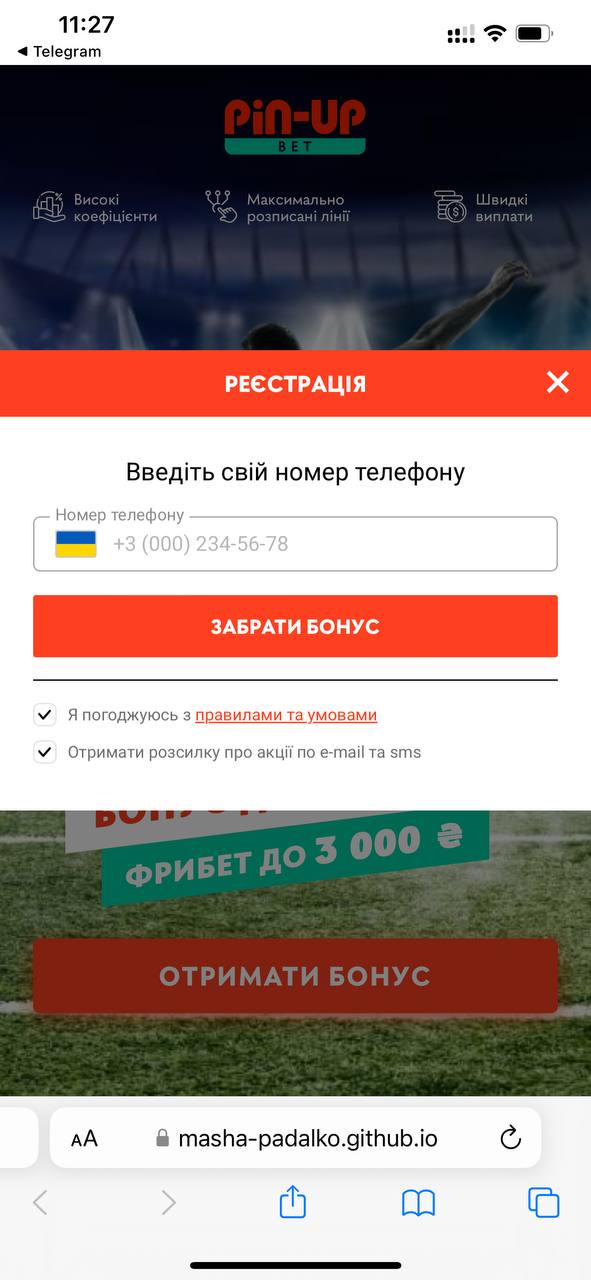 11:27
◀ Telegram
PiN-UP
BET
Високі
коефіцієнти
Максимально
розписані лінії
Швидкі
виплати
РЕЄСТРАЦІЯ
Введіть свій номер телефону
Номер телефону
+3 (000) 234-56-78
ЗАБРАТИ БОНУС
Я погоджуюсь з правилами та умовами
Отримати розсилку про акції по e-mail та sms
ФРИБЕТ ДО 3 000 ₴
ОТРИМАТИ БОНУС
AA masha-padalko.github.io